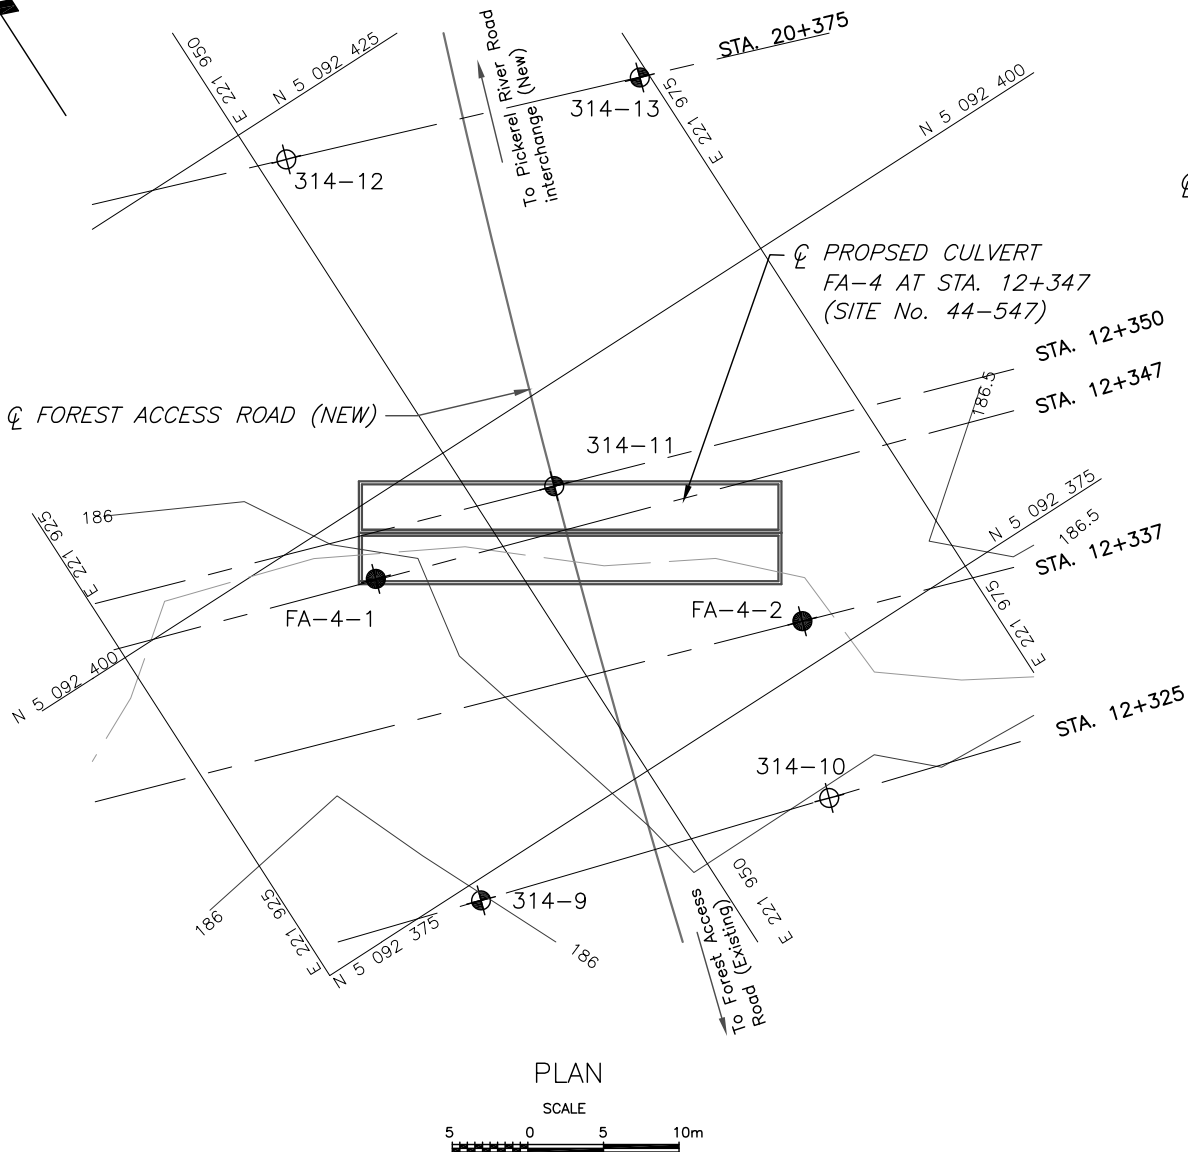 STA. 20+375
E 221 950
N 5 092 425
To Pickerel River Road
interchange (New)
314-13
E 221 975
N 5 092 400
314-12
℄ PROPSED CULVERT
FA-4 AT STA. 12+347
(SITE No. 44-547)
℄
STA. 12+350
STA. 12+347
186.5
℄ FOREST ACCESS ROAD (NEW)
314-11
N 5 092 375
186.5
186
E 221 925
STA. 12+337
FA-4-1
FA-4-2
E 221 975
N 5 092 400
STA. 12+325
314-10
E 221 950
314-9
186
E 221 925
N 5 092 375
186
To Forest Access
Road (Existing)
PLAN
SCALE
5 0 5 10m